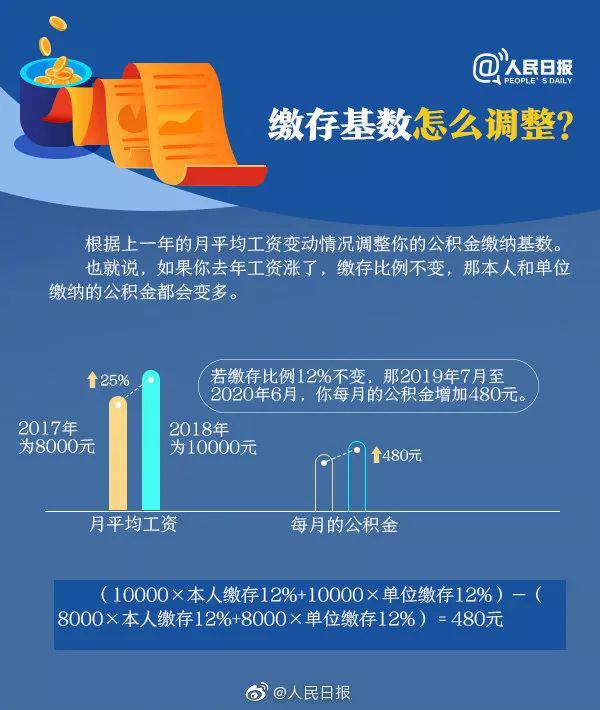 @人民日报
PEOPLE'S DAILY
缴存基数怎么调整？
根据上一年的月平均工资变动情况调整你的公积金缴纳基数。
也就说，如果你去年工资涨了，缴存比例不变，那本人和单位
缴纳的公积金都会变多。
25%
若缴存比例12%不变，那2019年7月至
2020年6月，你每月的公积金增加480元。
2017年
为8000元
2018年
为10000元
480元
月平均工资
每月的公积金
（10000×本人缴存12%+10000×单位缴存12%）－（
8000×本人缴存12%+8000×单位缴存12%）＝480元
@人民日报